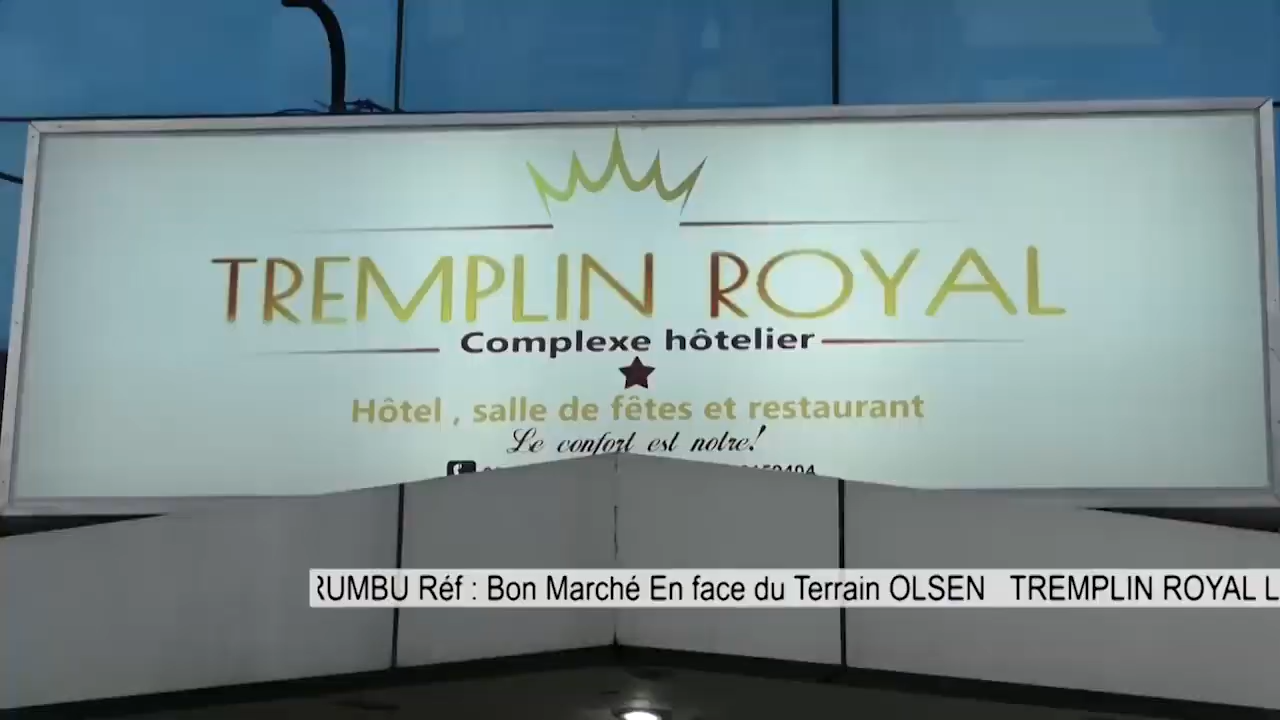 TREMPLIN ROYAL
Complexe hôtelier
Hôtel , salle de fêtes et restaurant
Le confort est notre!
RUMBU Réf : Bon Marché En face du Terrain OLSEN TREMPLIN ROYAL L